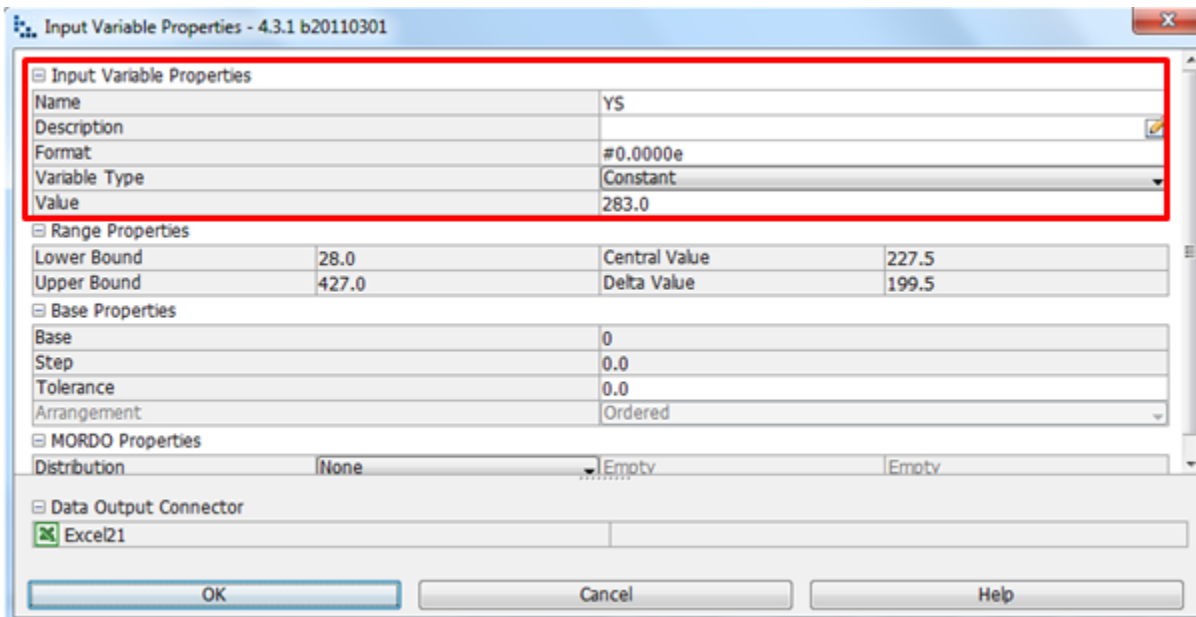 Input Variable Properties - 4.3.1 b20110301
Input Variable Properties
Name YS
Description
Format #0.0000e
Variable Type Constant
Value 283.0
Range Properties
Lower Bound 28.0 Central Value 227.5
Upper Bound 427.0 Delta Value 199.5
Base Properties
Base 0
Step 0.0
Tolerance 0.0
Arrangement Ordered
MORDO Properties
Distribution None Empty Empty
Data Output Connector
Excel21
OK Cancel Help